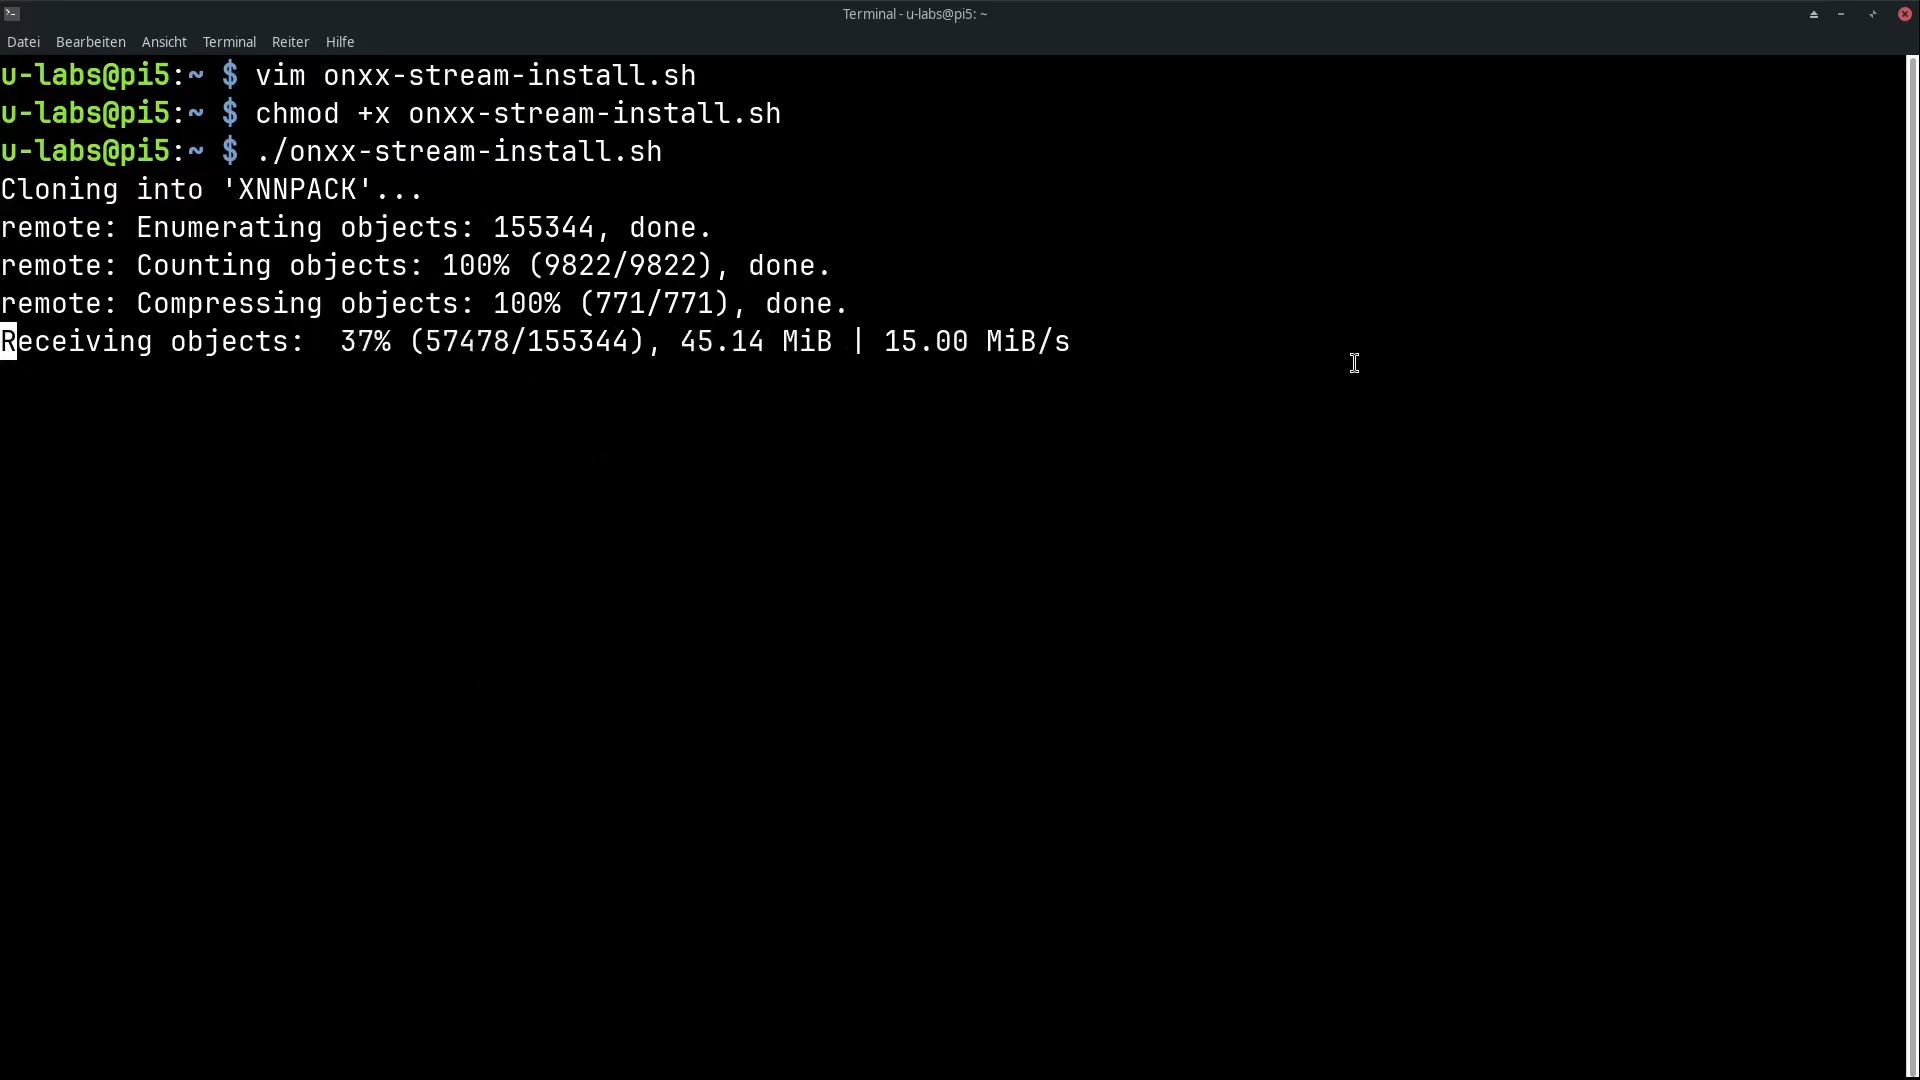 Terminal - u-labs@pi5: ~
Datei Bearbeiten Ansicht Terminal Reiter Hilfe
u-labs@pi5:~ $ vim onxx-stream-install.sh
u-labs@pi5:~ $ chmod +x onxx-stream-install.sh
u-labs@pi5:~ $ ./onxx-stream-install.sh
Cloning into 'XNNPACK'...
remote: Enumerating objects: 155344, done.
remote: Counting objects: 100% (9822/9822), done.
remote: Compressing objects: 100% (771/771), done.
Receiving objects:  37% (57478/155344), 45.14 MiB | 15.00 MiB/s